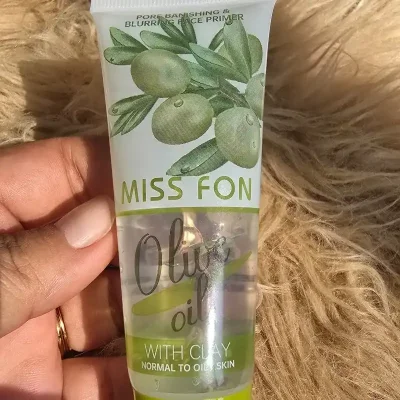 PORE BANISHING &
BLURRING FACE PRIMER
MISS FON
Olive
oil
WITH CLAY
NORMAL TO OILY SKIN